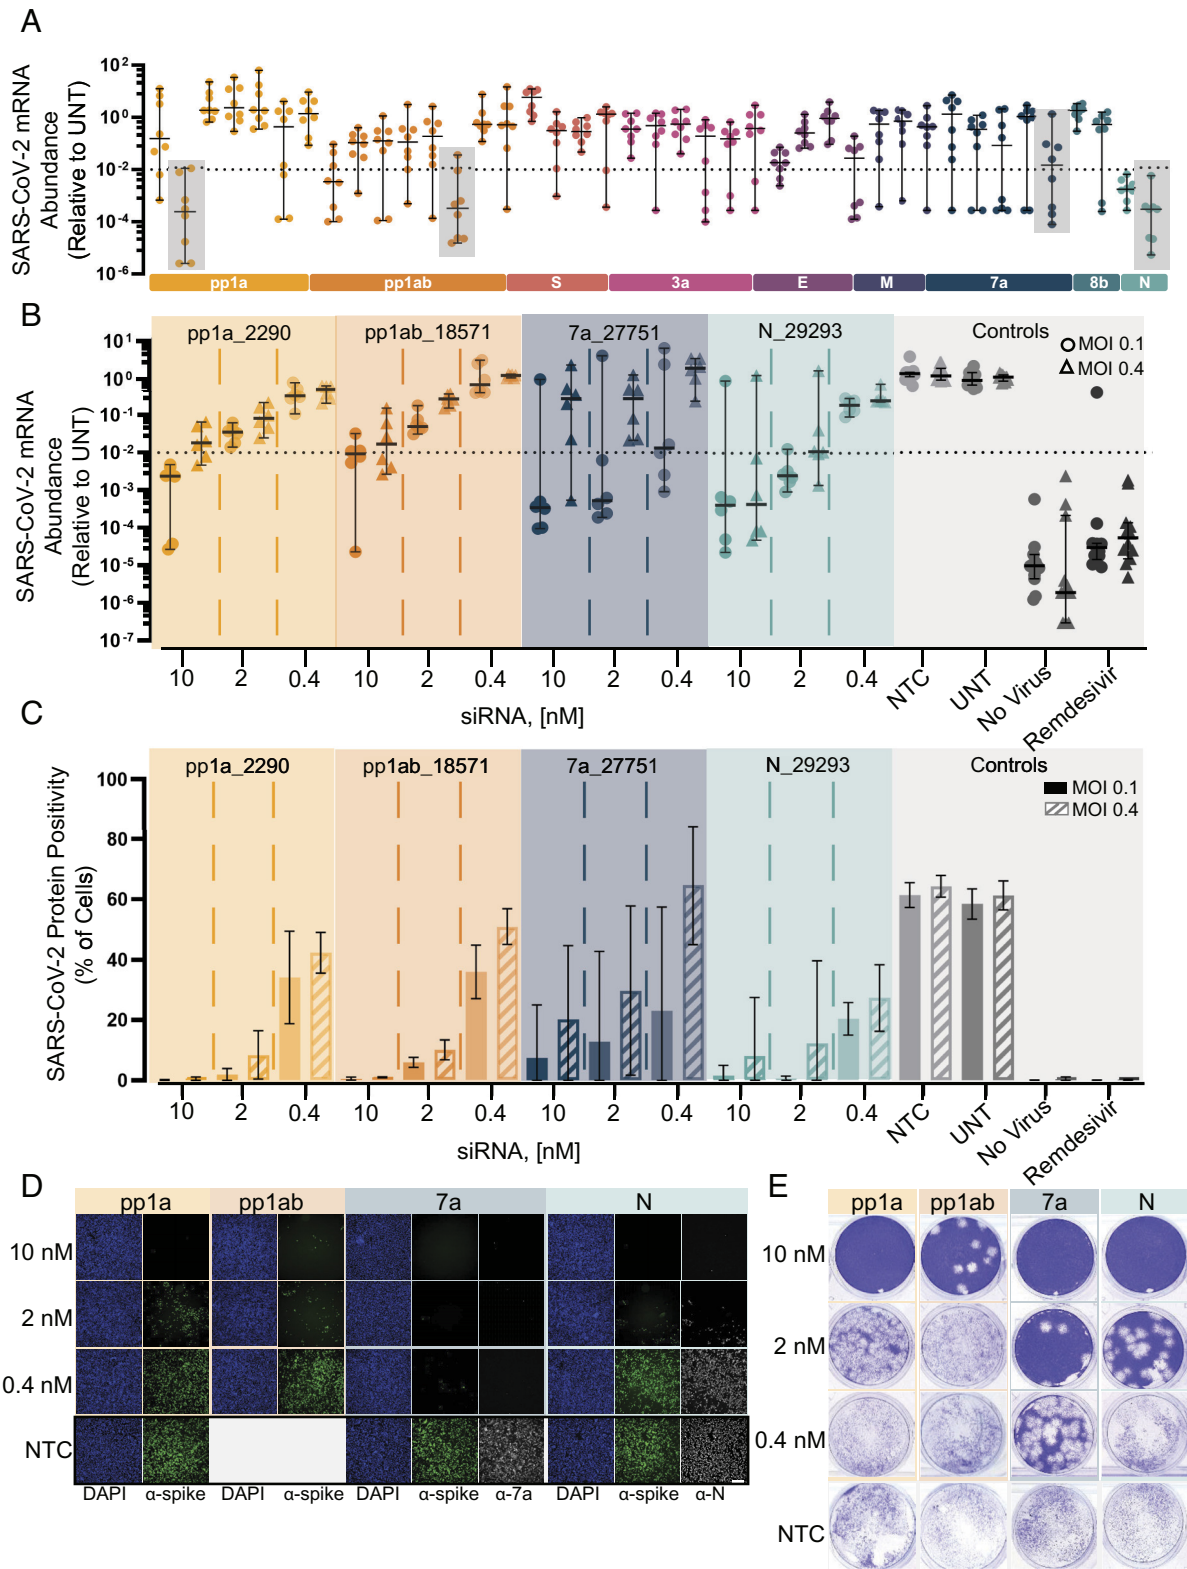 A
SARS-CoV-2 mRNA
Abundance
(Relative to UNT)
10²
10⁰
10⁻²
10⁻⁴
10⁻⁶
pp1a pp1ab S 3a E M 7a 8b N
B
SARS-CoV-2 mRNA
Abundance
(Relative to UNT)
10¹
10⁰
10⁻¹
10⁻²
10⁻³
10⁻⁴
10⁻⁵
10⁻⁶
10⁻⁷
pp1a_2290 pp1ab_18571 7a_27751 N_29293 Controls
MOI 0.1
MOI 0.4
10 2 0.4 10 2 0.4 10 2 0.4 10 2 0.4 NTC UNT No Virus Remdesivir
siRNA, [nM]
C
SARS-CoV-2 Protein Positivity
(% of Cells)
100
80
60
40
20
0
pp1a_2290 pp1ab_18571 7a_27751 N_29293 Controls
MOI 0.1
MOI 0.4
10 2 0.4 10 2 0.4 10 2 0.4 10 2 0.4 NTC UNT No Virus Remdesivir
siRNA, [nM]
D
pp1a pp1ab 7a N
10 nM
2 nM
0.4 nM
NTC
DAPI α-spike DAPI α-spike DAPI α-spike α-7a DAPI α-spike α-N
E
pp1a pp1ab 7a N
10 nM
2 nM
0.4 nM
NTC